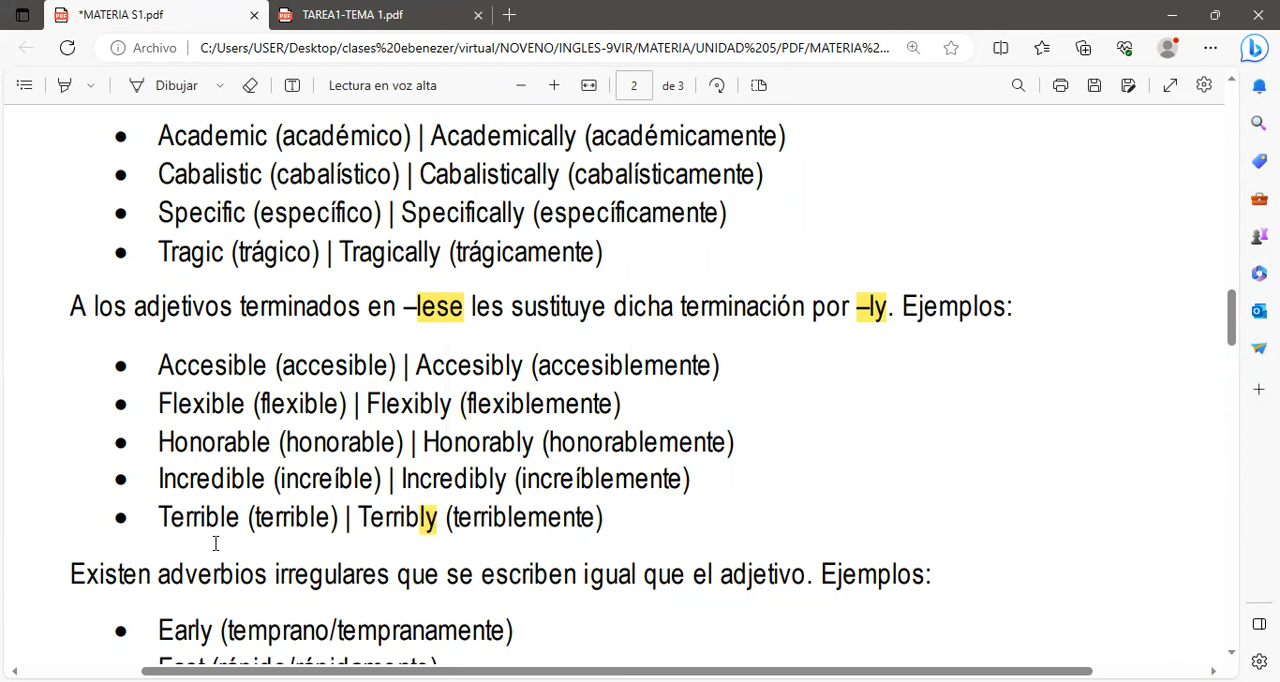 *MATERIA S1.pdf
TAREA1-TEMA 1.pdf
Archivo C:/Users/USER/Desktop/clases%20ebenezer/virtual/NOVENO/INGLES-9VIR/MATERIA/UNIDAD%205/PDF/MATERIA%2...
Dibujar Lectura en voz alta 2 de 3
Academic (académico) | Academically (académicamente)
Cabalistic (cabalístico) | Cabalistically (cabalísticamente)
Specific (específico) | Specifically (específicamente)
Tragic (trágico) | Tragically (trágicamente)
A los adjetivos terminados en –lese les sustituye dicha terminación por –ly. Ejemplos:
Accesible (accesible) | Accesibly (accesiblemente)
Flexible (flexible) | Flexibly (flexiblemente)
Honorable (honorable) | Honorably (honorablemente)
Incredible (increíble) | Incredibly (increíblemente)
Terrible (terrible) | Terribly (terriblemente)
Existen adverbios irregulares que se escriben igual que el adjetivo. Ejemplos:
Early (temprano/tempranamente)
Fast (rápido/rápidamente)